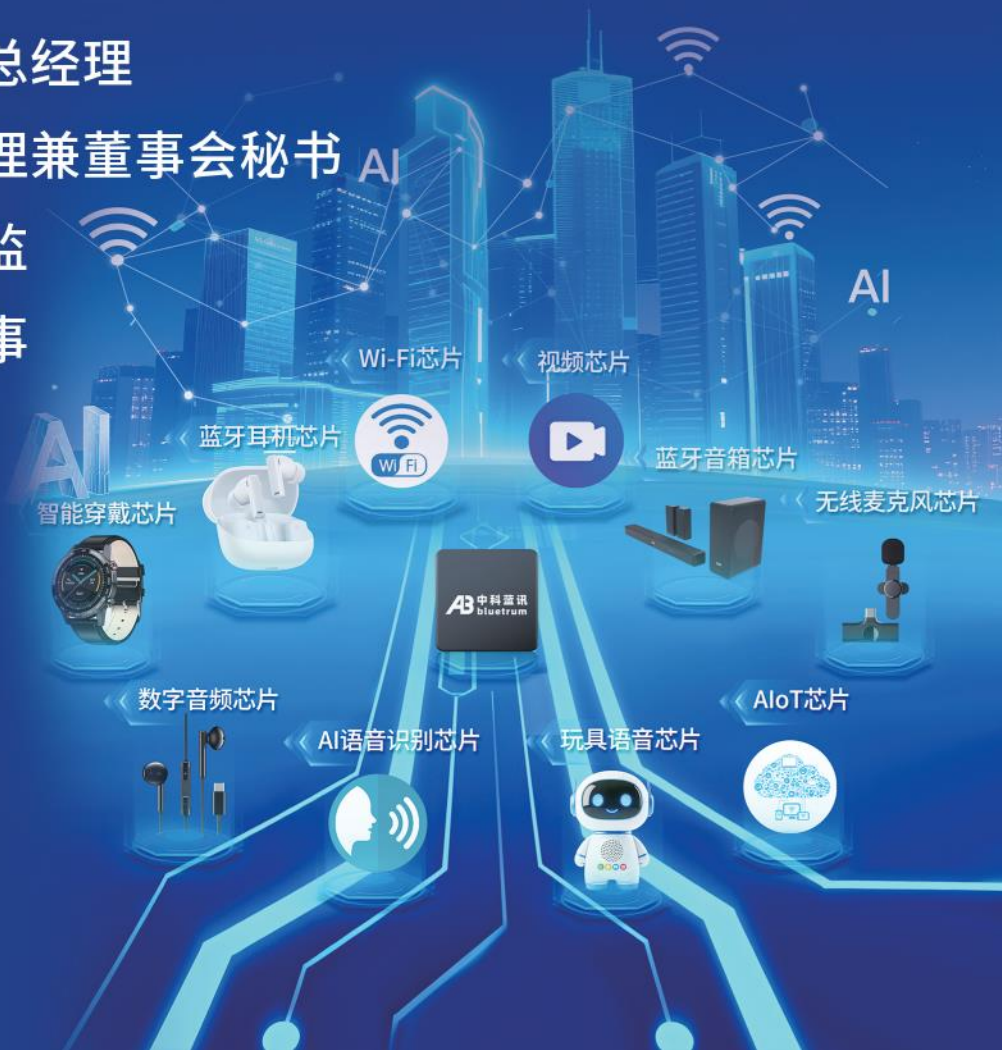 总经理
理兼董事会秘书
监
事
AI
AI
AI
Wi-Fi芯片
视频芯片
蓝牙耳机芯片
Wi Fi
蓝牙音箱芯片
智能穿戴芯片
无线麦克风芯片
AB 中科蓝讯
bluetrum
数字音频芯片
AI语音识别芯片
玩具语音芯片
AIoT芯片